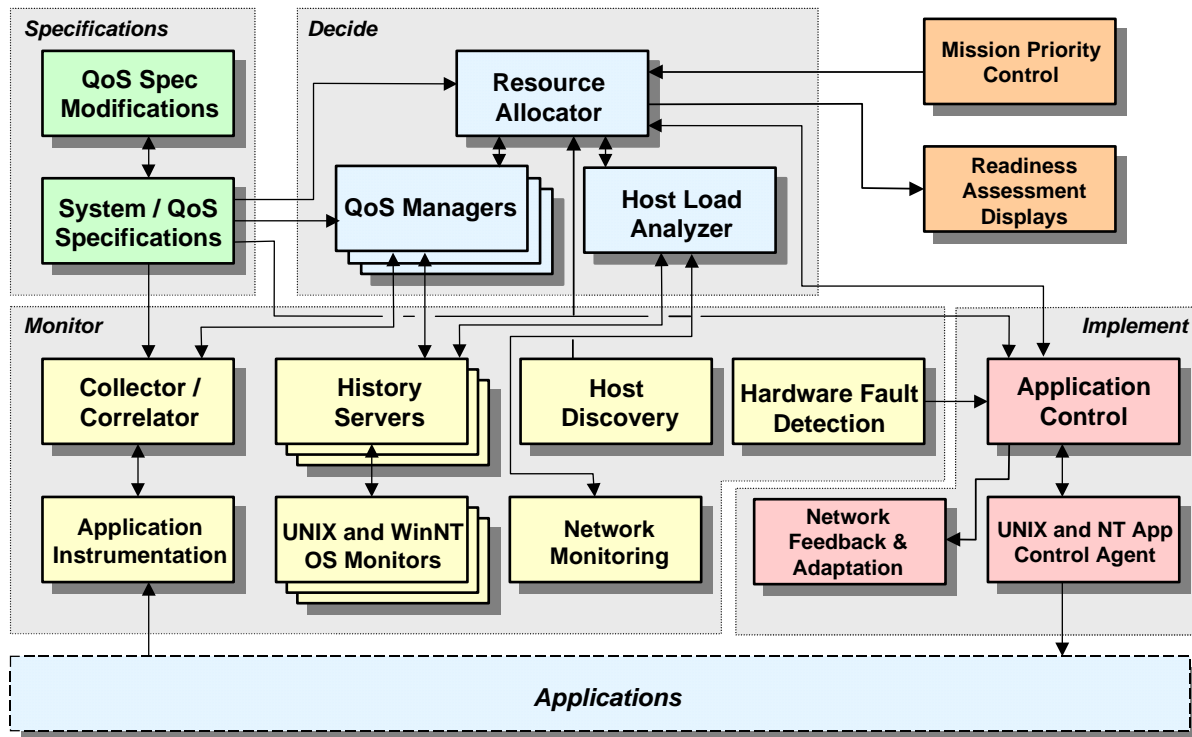 Specifications
QoS Spec
Modifications
System / QoS
Specifications
Decide
Resource
Allocator
QoS Managers
Host Load
Analyzer
Mission Priority
Control
Readiness
Assessment
Displays
Monitor
Collector /
Correlator
History
Servers
Host
Discovery
Hardware Fault
Detection
Application
Instrumentation
UNIX and WinNT
OS Monitors
Network
Monitoring
Implement
Application
Control
Network
Feedback &
Adaptation
UNIX and NT App
Control Agent
Applications